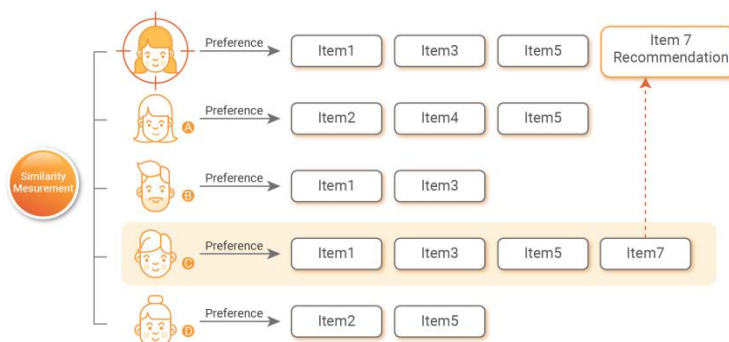 Preference
Item1
Item3
Item5
Item 7
Recommendation
A
Preference
Item2
Item4
Item5
Similarity
Mesurement
B
Preference
Item1
Item3
C
Preference
Item1
Item3
Item5
Item7
D
Preference
Item2
Item5